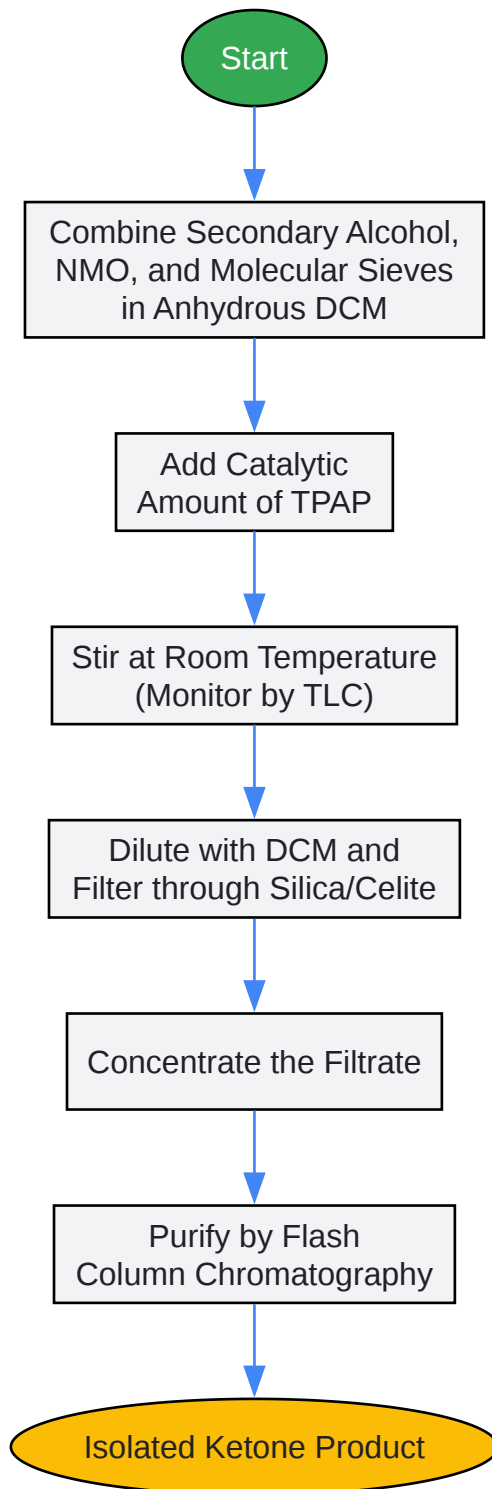 Start
Combine Secondary Alcohol,
NMO, and Molecular Sieves
in Anhydrous DCM
Add Catalytic
Amount of TPAP
Stir at Room Temperature
(Monitor by TLC)
Dilute with DCM and
Filter through Silica/Celite
Concentrate the Filtrate
Purify by Flash
Column Chromatography
Isolated Ketone Product